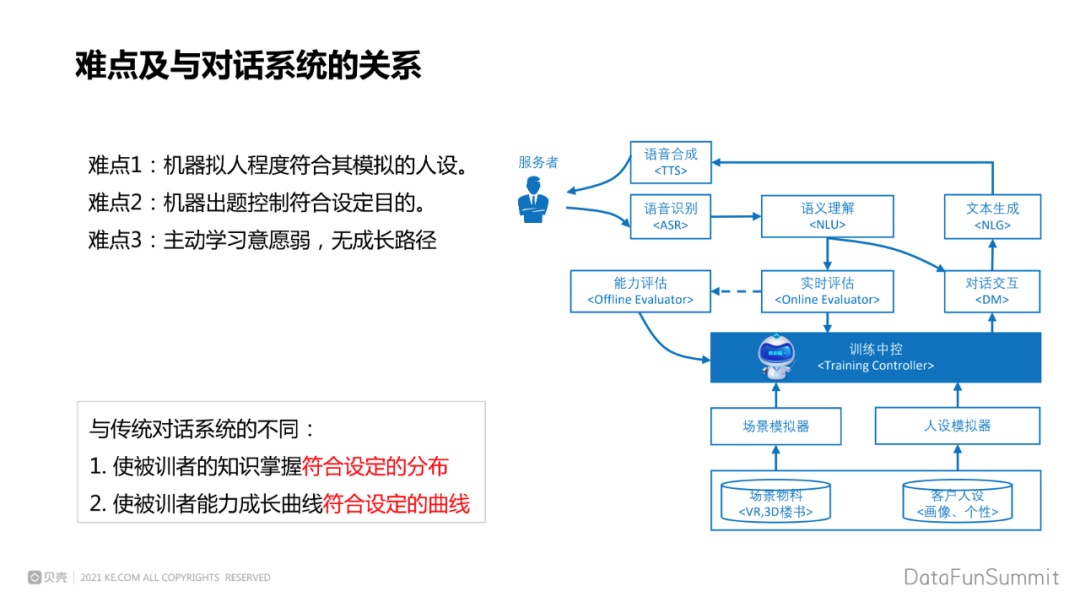 难点及与对话系统的关系
难点1：机器拟人程度符合其模拟的人设。
难点2：机器出题控制符合设定目的。
难点3：主动学习意愿弱，无成长路径
与传统对话系统的不同：
1. 使被训者的知识掌握符合设定的分布
2. 使被训者能力成长曲线符合设定的曲线
服务者
语音合成
<TTS>
语音识别
<ASR>
语义理解
<NLU>
文本生成
<NLG>
能力评估
<Offline Evaluator>
实时评估
<Online Evaluator>
对话交互
<DM>
训练中控
<Training Controller>
场景模拟器
人设模拟器
场景物料
<VR,3D楼书>
客户人设
<画像、个性>
贝壳
2021 KE.COM ALL COPYRIGHTS RESERVED
DataFunSummit